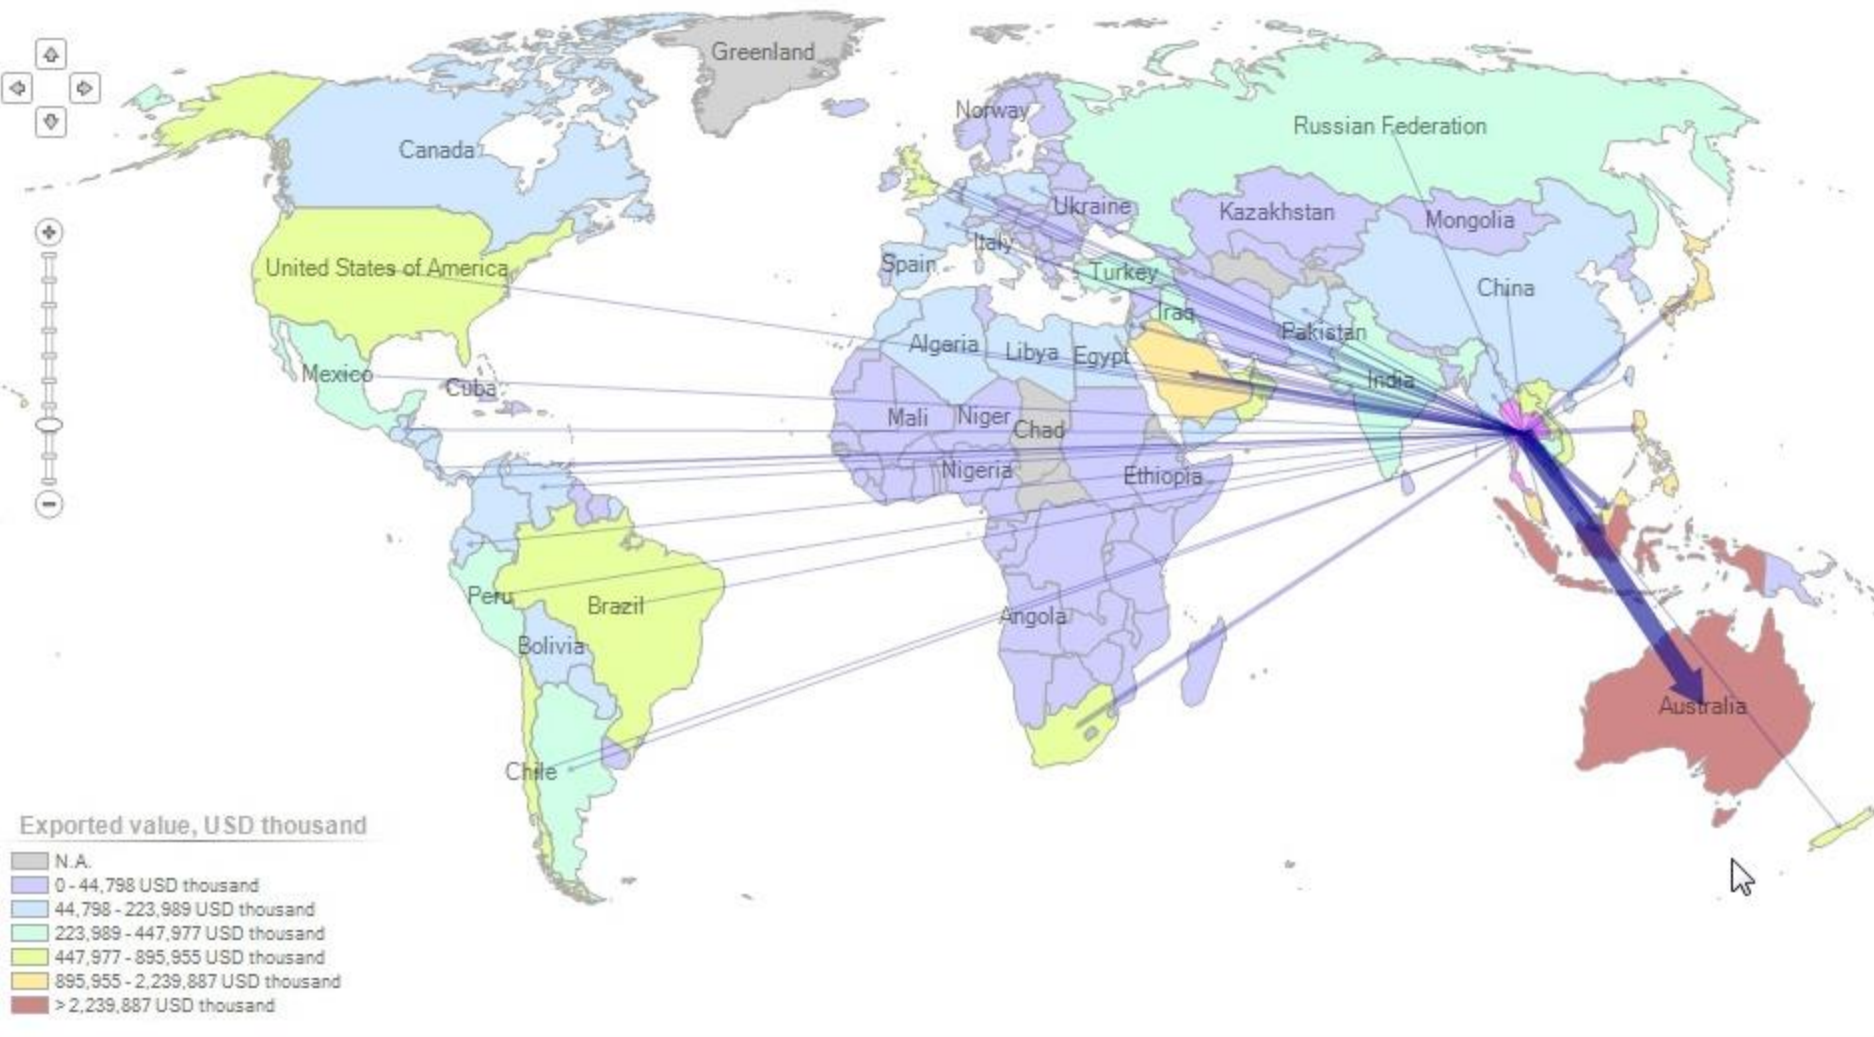 Greenland
Norway
Russian Federation
Canada
Ukraine
Kazakhstan
Mongolia
Italy
Spain
United States of America
Turkey
China
Iraq
Pakistan
Algeria
Libya
Egypt
Mexico
Cuba
India
Mali
Niger
Chad
Nigeria
Ethiopia
Peru
Brazil
Angola
Bolivia
Australia
Chile
Exported value, USD thousand
N.A.
0 - 44,798 USD thousand
44,798 - 223,989 USD thousand
223,989 - 447,977 USD thousand
447,977 - 895,955 USD thousand
895,955 - 2,239,887 USD thousand
> 2,239,887 USD thousand